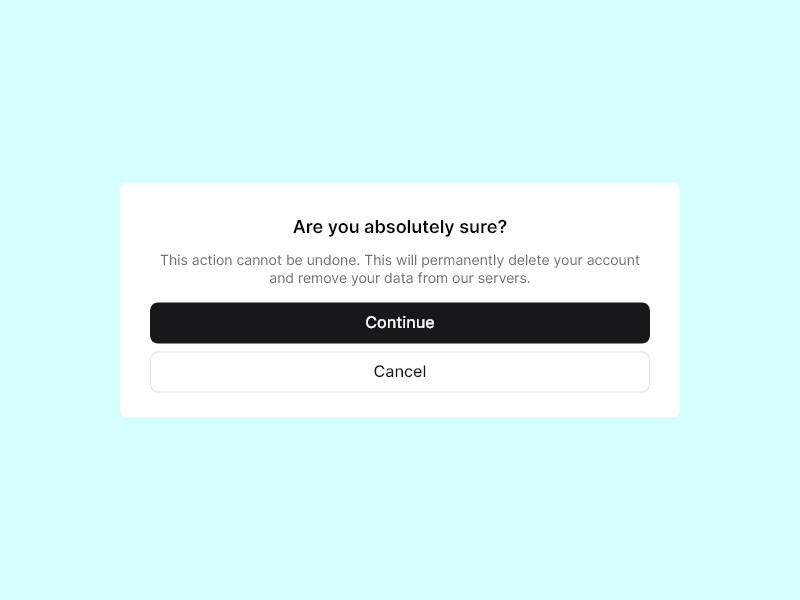 Are you absolutely sure?
This action cannot be undone. This will permanently delete your account
and remove your data from our servers.
Continue
Cancel